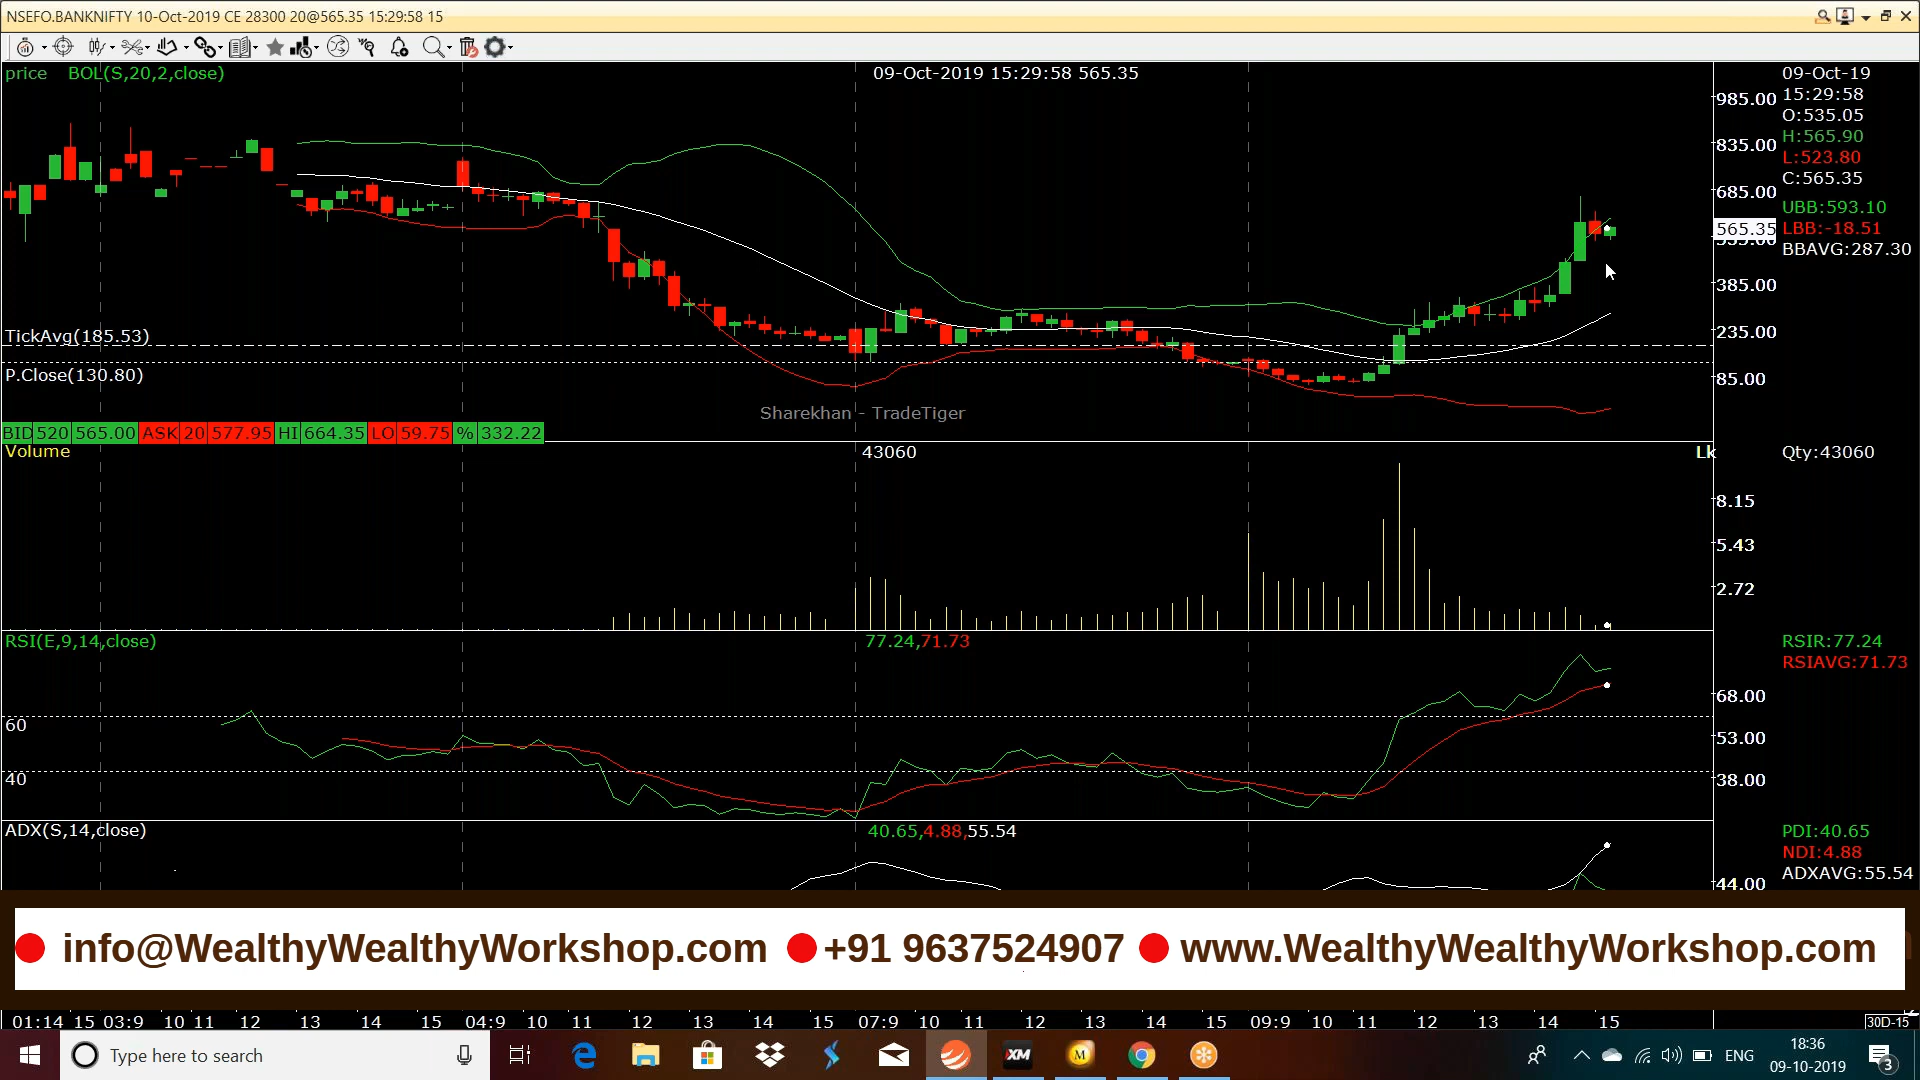 NSEFO.BANKNIFTY 10-Oct-2019 CE 28300 20@565.35 15:29:58 15
price BOL(S,20,2,close) 09-Oct-2019 15:29:58 565.35 09-Oct-19
15:29:58
985.00
O:535.05
H:565.90
835.00
L:523.80
C:565.35
685.00
UBB:593.10
565.35 LBB:-18.51
535.00
BBAVG:287.30
385.00
TickAvg(185.53) 235.00
P.Close(130.80) 85.00
Sharekhan - TradeTiger
BID 520 565.00 ASK 20 577.95 HI 664.35 LO 59.75 % 332.22
Volume 43060 Lk Qty:43060
8.15
5.43
2.72
RSI(E,9,14,close) 77.24,71.73 RSIR:77.24
RSIAVG:71.73
68.00
60
53.00
40 38.00
ADX(S,14,close) 40.65,4.88,55.54 PDI:40.65
NDI:4.88
ADXAVG:55.54
44.00
info@WealthyWealthyWorkshop.com +91 9637524907 www.WealthyWealthyWorkshop.com
01:14 15 03:9 10 11 12 13 14 15 04:9 10 11 12 13 14 15 07:9 10 11 12 13 14 15 09:9 10 11 12 13 14 15 30D-15
Type here to search XM M ENG 18:36
09-10-2019 3